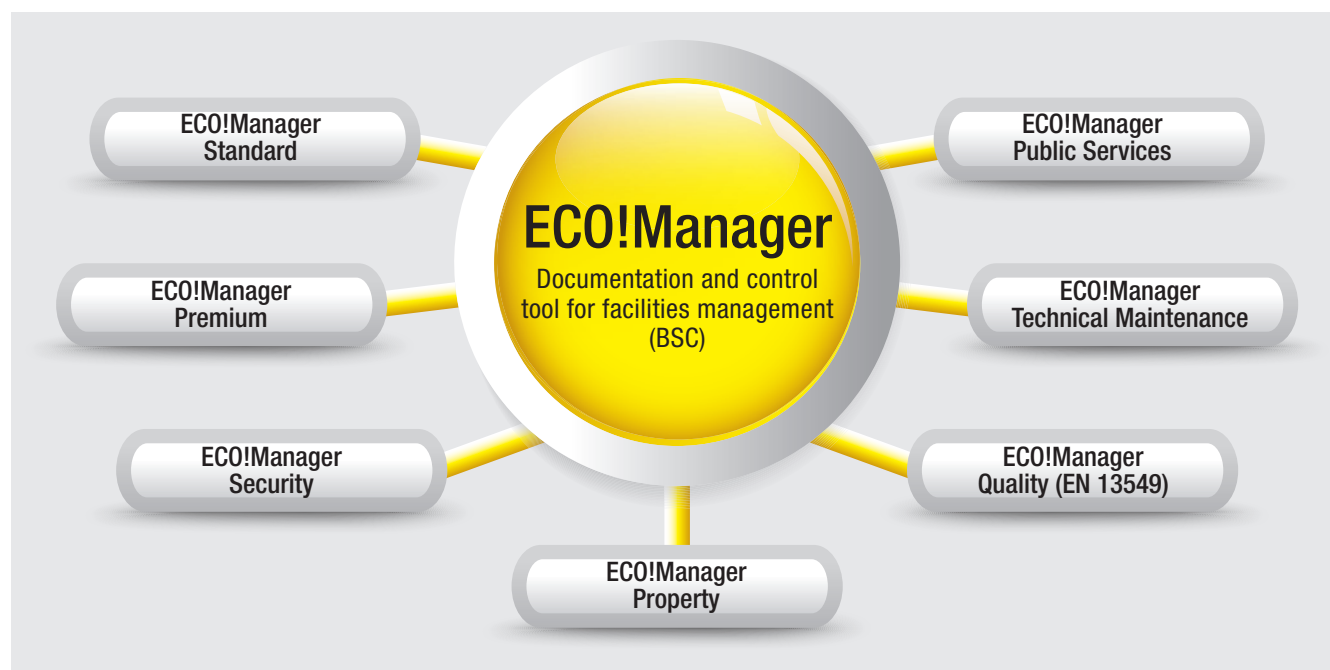 ECO!Manager
Standard
ECO!Manager
Premium
ECO!Manager
Security
ECO!Manager
Documentation and control
tool for facilities management
(BSC)
ECO!Manager
Property
ECO!Manager
Public Services
ECO!Manager
Technical Maintenance
ECO!Manager
Quality (EN 13549)